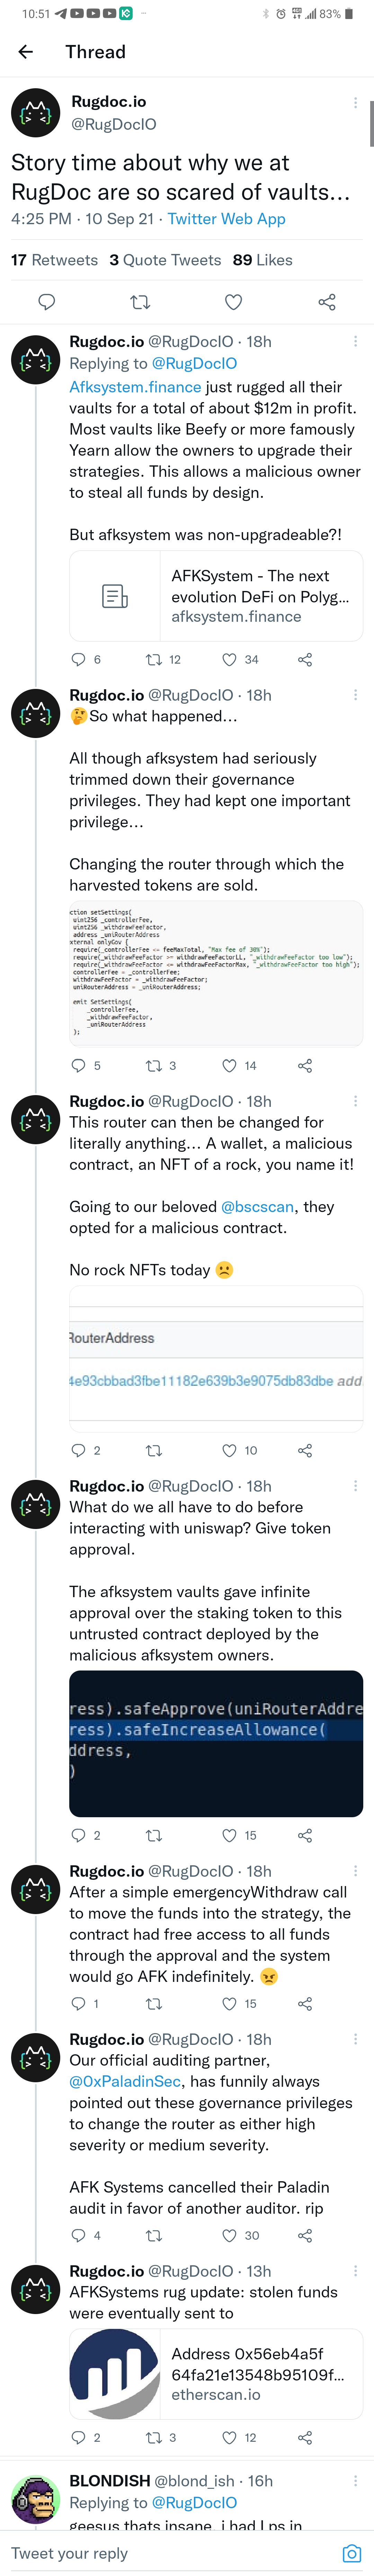 10:51
83%
Thread
Rugdoc.io
@RugDocIO
Story time about why we at
RugDoc are so scared of vaults...
4:25 PM · 10 Sep 21 · Twitter Web App
17 Retweets 3 Quote Tweets 89 Likes
Rugdoc.io @RugDocIO · 18h
Replying to @RugDocIO
Afksystem.finance just rugged all their
vaults for a total of about $12m in profit.
Most vaults like Beefy or more famously
Yearn allow the owners to upgrade their
strategies. This allows a malicious owner
to steal all funds by design.
But afksystem was non-upgradeable?!
AFKSystem - The next
evolution DeFi on Polyg...
afksystem.finance
6 12 34
Rugdoc.io @RugDocIO · 18h
🤔So what happened...
All though afksystem had seriously
trimmed down their governance
privileges. They had kept one important
privilege...
Changing the router through which the
harvested tokens are sold.
ction setSettings(
uint256 _controllerFee,
uint256 _withdrawFeeFactor,
address _uniRouterAddress
xternal onlyGov {
require(_controllerFee <= feeMaxTotal, "Max fee of 30%");
require(_withdrawFeeFactor >= withdrawFeeFactorLL, "_withdrawFeeFactor too low");
require(_withdrawFeeFactor <= withdrawFeeFactorMax, "_withdrawFeeFactor too high");
controllerFee = _controllerFee;
withdrawFeeFactor = _withdrawFeeFactor;
uniRouterAddress = _uniRouterAddress;
emit SetSettings(
_controllerFee,
_withdrawFeeFactor,
_uniRouterAddress
);
5 3 14
Rugdoc.io @RugDocIO · 18h
This router can then be changed for
literally anything... A wallet, a malicious
contract, an NFT of a rock, you name it!
Going to our beloved @bscscan, they
opted for a malicious contract.
No rock NFTs today 🙁
RouterAddress
4e93cbbad3fbe11182e639b3e9075db83dbe add
2 10
Rugdoc.io @RugDocIO · 18h
What do we all have to do before
interacting with uniswap? Give token
approval.
The afksystem vaults gave infinite
approval over the staking token to this
untrusted contract deployed by the
malicious afksystem owners.
ress).safeApprove(uniRouterAddre
ress).safeIncreaseAllowance(
ddress,
)
2 15
Rugdoc.io @RugDocIO · 18h
After a simple emergencyWithdraw call
to move the funds into the strategy, the
contract had free access to all funds
through the approval and the system
would go AFK indefinitely. 😠
1 15
Rugdoc.io @RugDocIO · 18h
Our official auditing partner,
@0xPaladinSec, has funnily always
pointed out these governance privileges
to change the router as either high
severity or medium severity.
AFK Systems cancelled their Paladin
audit in favor of another auditor. rip
4 30
Rugdoc.io @RugDocIO · 13h
AFKSystems rug update: stolen funds
were eventually sent to
Address 0x56eb4a5f
64fa21e13548b95109f...
etherscan.io
2 3 12
BLONDISH @blond_ish · 16h
Replying to @RugDocIO
geesus thats insane, i had Lps in
Tweet your reply